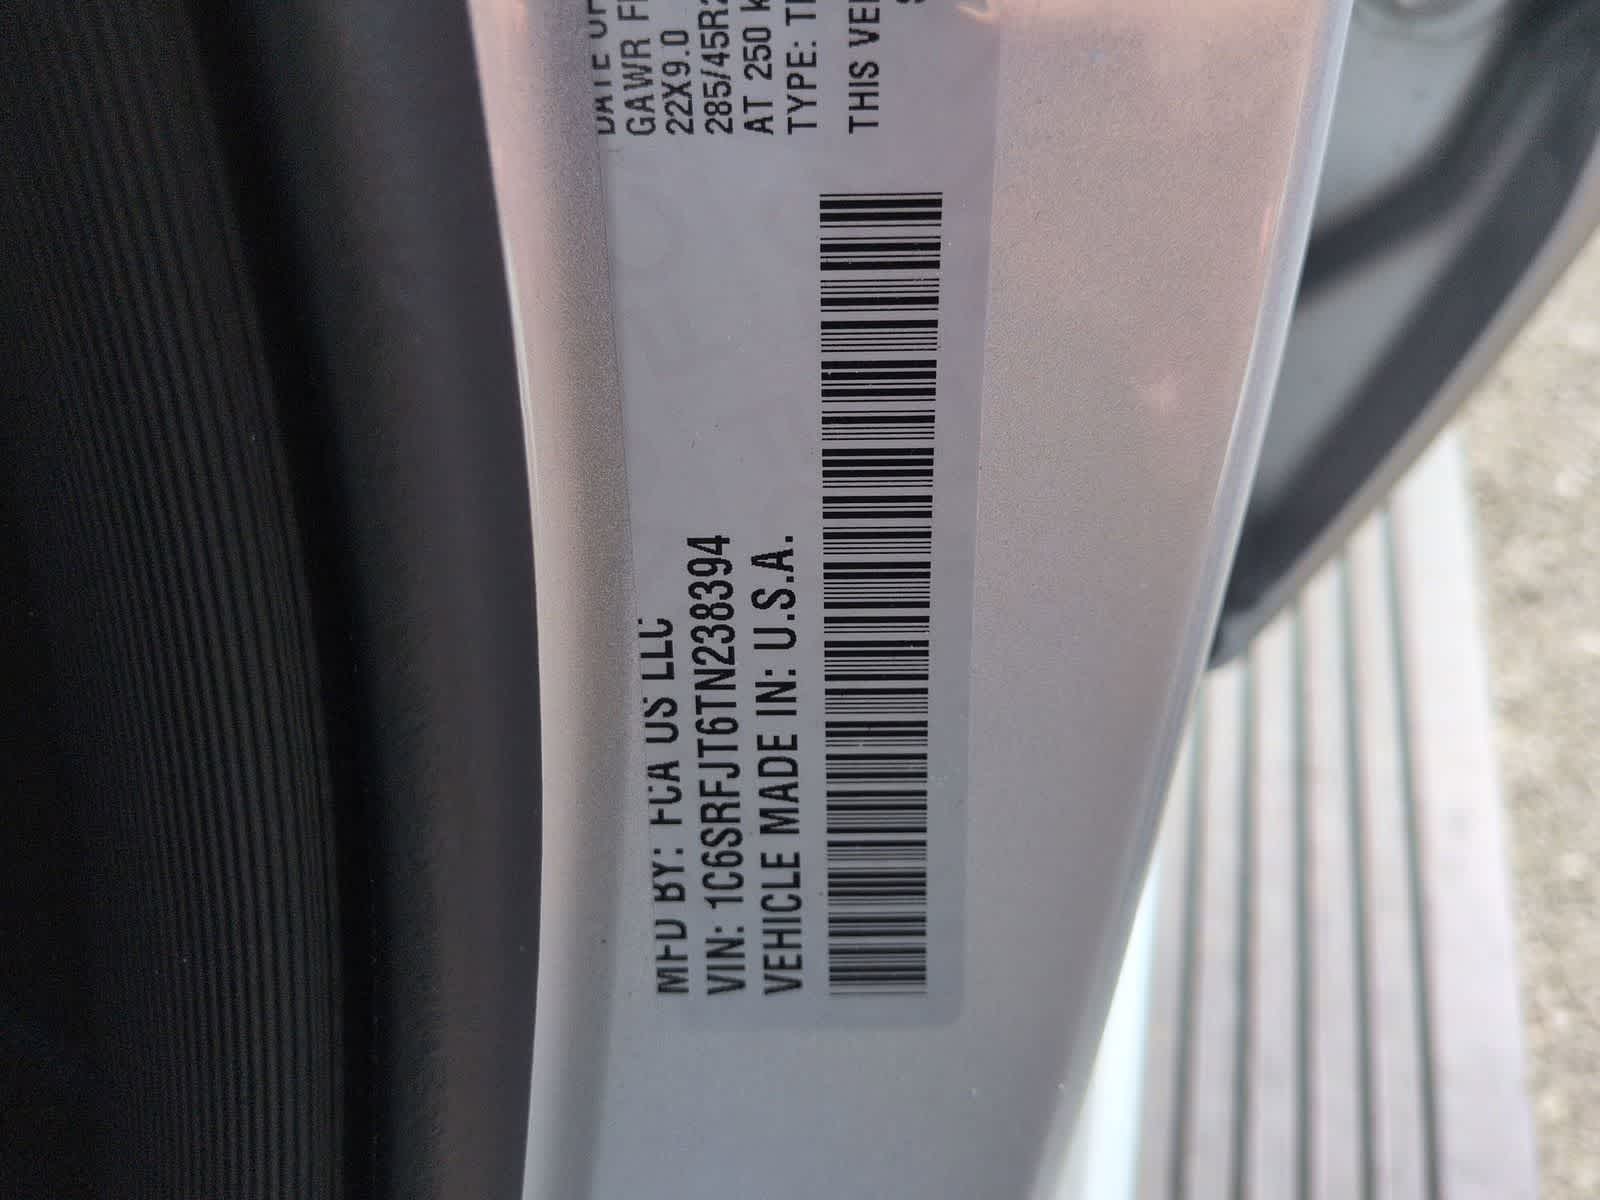 MFD BY: FCA US LLC
VIN: 1C6SRFJT6TN238394
VEHICLE MADE IN: U.S.A.
GAWR
22X9.0
285/45R2
AT 250 k
TYPE:
THIS